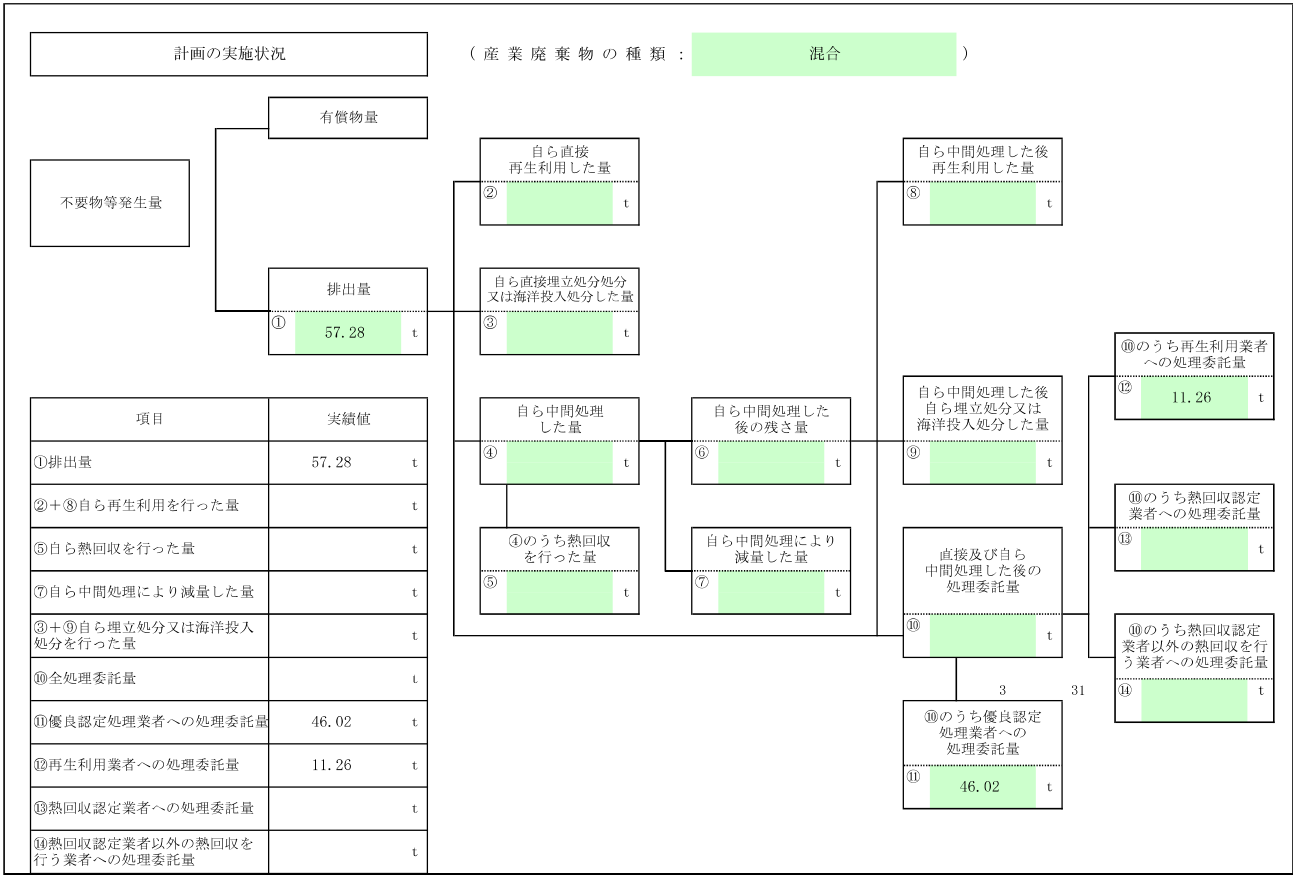 計画の実施状況
（産業廃棄物の種類：
混合
）
有償物量
不要物等発生量
排出量
①
57.28
t
自ら直接
再生利用した量
②
t
自ら直接埋立処分処分
又は海洋投入処分した量
③
t
自ら中間処理
した量
④
t
④のうち熱回収
を行った量
⑤
t
自ら中間処理した
後の残さ量
⑥
t
自ら中間処理により
減量した量
⑦
t
自ら中間処理した後
再生利用した量
⑧
t
自ら中間処理した後
自ら埋立処分又は
海洋投入処分した量
⑨
t
直接及び自ら
中間処理した後の
処理委託量
⑩
t
3
31
⑩のうち優良認定
処理業者への
処理委託量
⑪
46.02
t
⑩のうち再生利用業者
への処理委託量
⑫
11.26
t
⑩のうち熱回収認定
業者への処理委託量
⑬
t
⑩のうち熱回収認定
業者以外の熱回収を行
う業者への処理委託量
⑭
t
項目 実績値
①排出量 57.28 t
②＋⑧自ら再生利用を行った量 t
⑤自ら熱回収を行った量 t
⑦自ら中間処理により減量した量 t
③＋⑨自ら埋立処分又は海洋投入
処分を行った量 t
⑩全処理委託量 t
⑪優良認定処理業者への処理委託量 46.02 t
⑫再生利用業者への処理委託量 11.26 t
⑬熱回収認定業者への処理委託量 t
⑭熱回収認定業者以外の熱回収を
行う業者への処理委託量 t